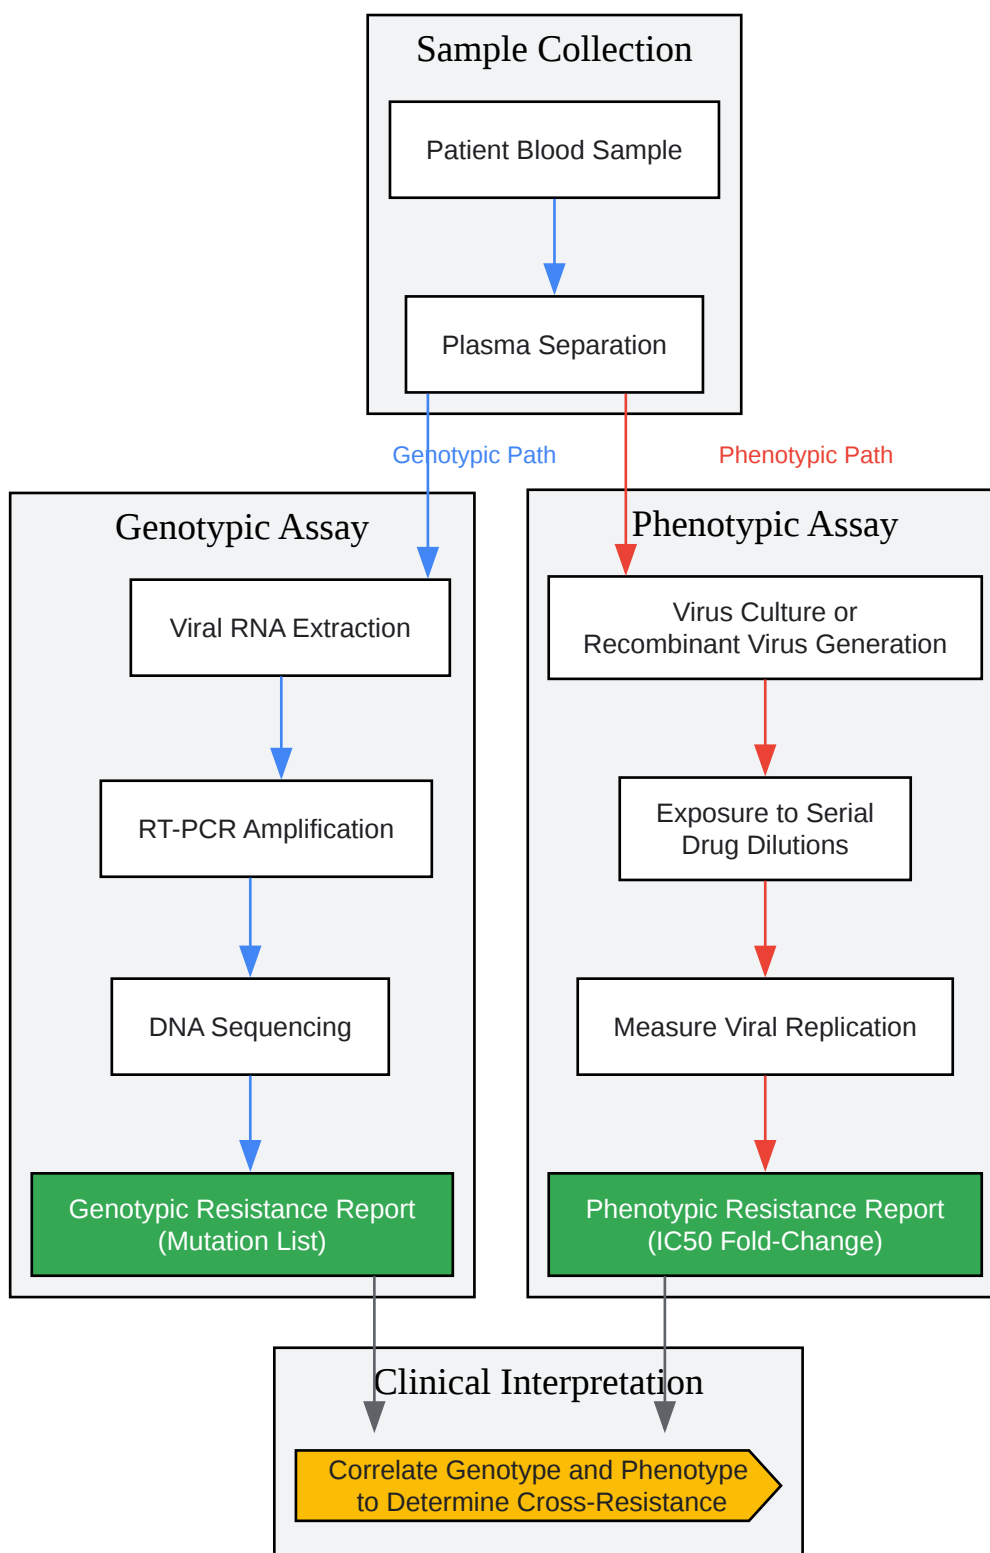 Sample Collection
Patient Blood Sample
Plasma Separation
Genotypic Path
Phenotypic Path
Genotypic Assay
Viral RNA Extraction
RT-PCR Amplification
DNA Sequencing
Genotypic Resistance Report
(Mutation List)
Phenotypic Assay
Virus Culture or
Recombinant Virus Generation
Exposure to Serial
Drug Dilutions
Measure Viral Replication
Phenotypic Resistance Report
(IC50 Fold-Change)
Clinical Interpretation
Correlate Genotype and Phenotype
to Determine Cross-Resistance